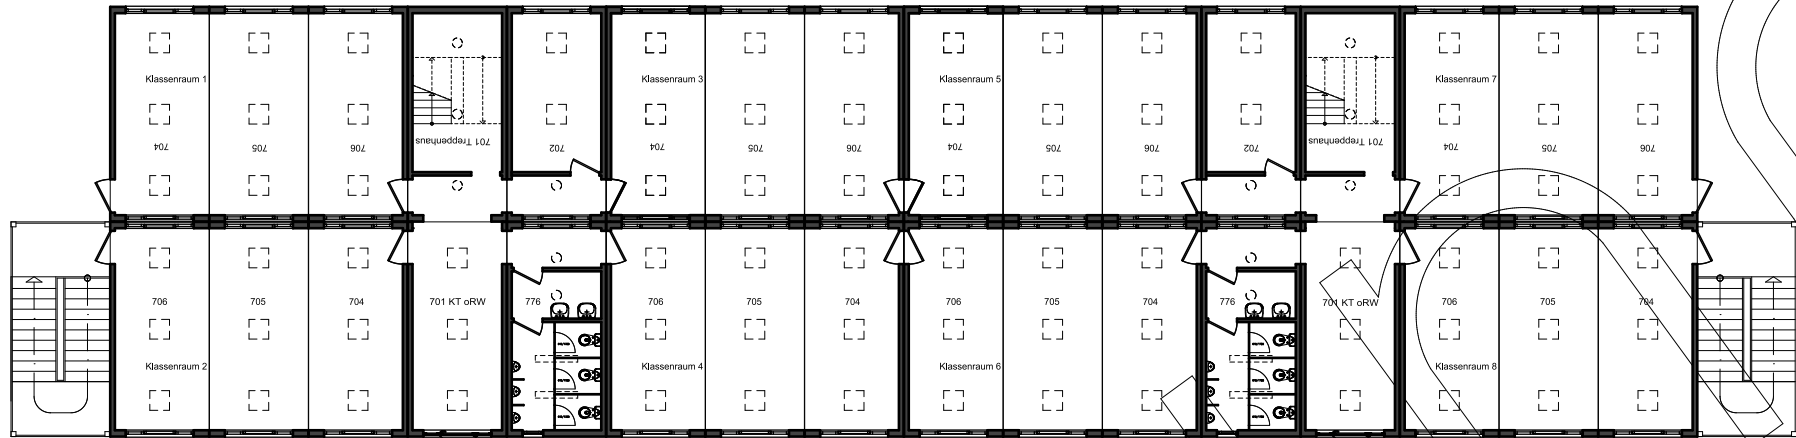 Klassenraum 1
Klassenraum 3
Klassenraum 5
Klassenraum 7
704
705
706
701 Treppenhaus
702
704
705
706
704
705
706
702
701 Treppenhaus
704
705
706
706
705
704
701 KT oRW
776
706
705
704
706
705
704
776
701 KT oRW
706
705
704
Klassenraum 2
Klassenraum 4
Klassenraum 6
Klassenraum 8